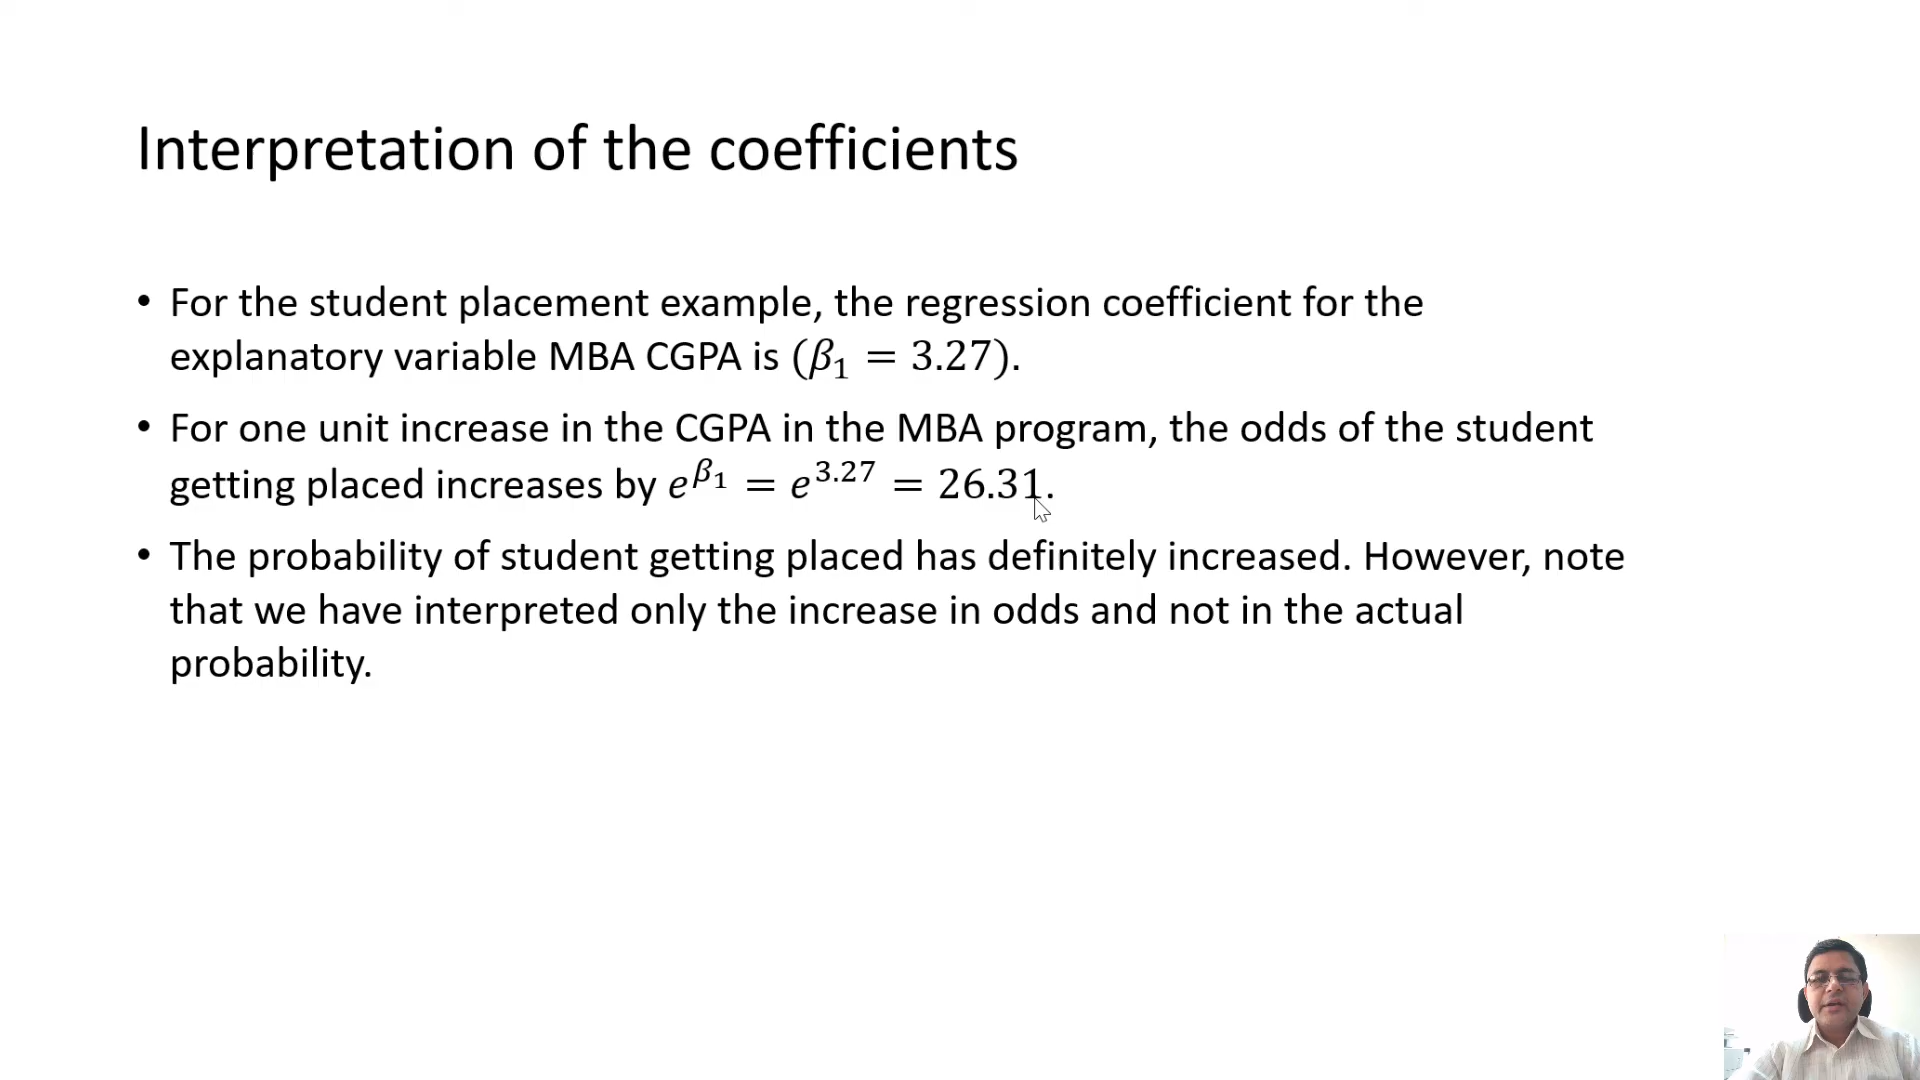 Interpretation of the coefficients
• For the student placement example, the regression coefficient for the
explanatory variable MBA CGPA is (β₁ = 3.27).
• For one unit increase in the CGPA in the MBA program, the odds of the student
getting placed increases by e^β₁ = e^3.27 = 26.31.
• The probability of student getting placed has definitely increased. However, note
that we have interpreted only the increase in odds and not in the actual
probability.